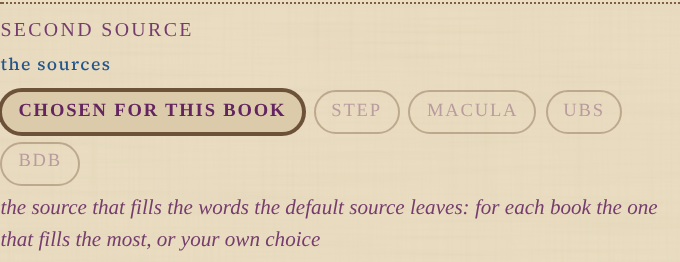 SECOND SOURCE
the sources
CHOSEN FOR THIS BOOK STEP MACULA UBS
BDB
the source that fills the words the default source leaves: for each book the one
that fills the most, or your own choice